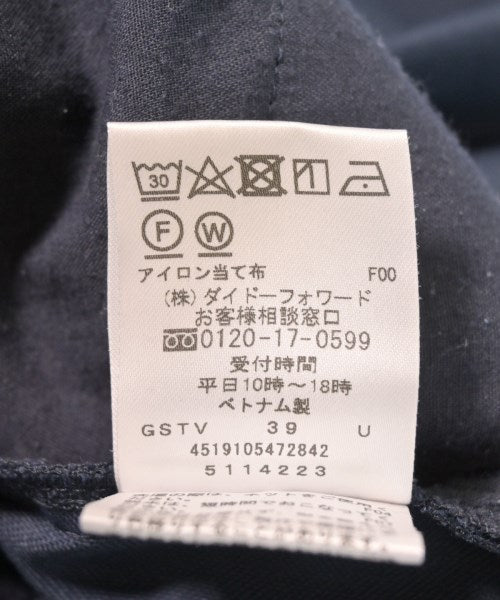 30
F W
アイロン当て布 F00
(株)ダイドーフォワード
お客様相談窓口
0120-17-0599
受付時間
平日10時〜18時
ベトナム製
GSTV 39 U
4519105472842
5114223